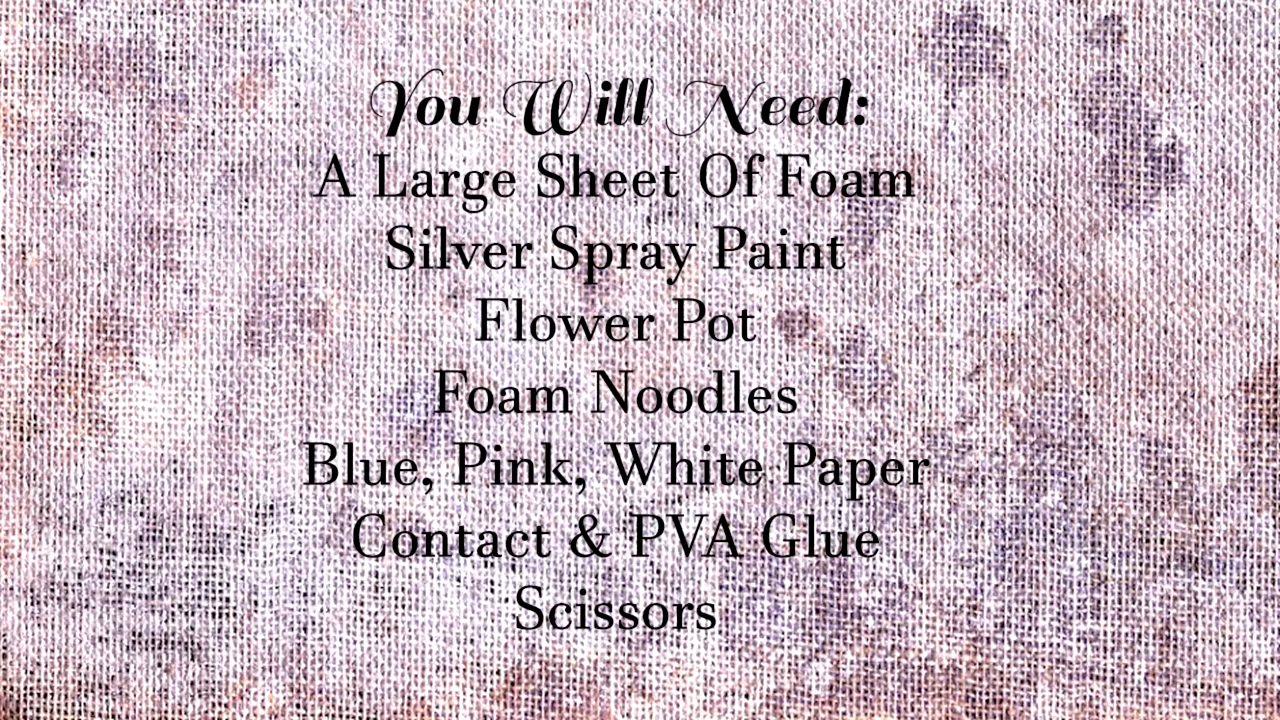 You Will Need:
A Large Sheet Of Foam
Silver Spray Paint
Flower Pot
Foam Noodles
Blue, Pink, White Paper
Contact & PVA Glue
Scissors